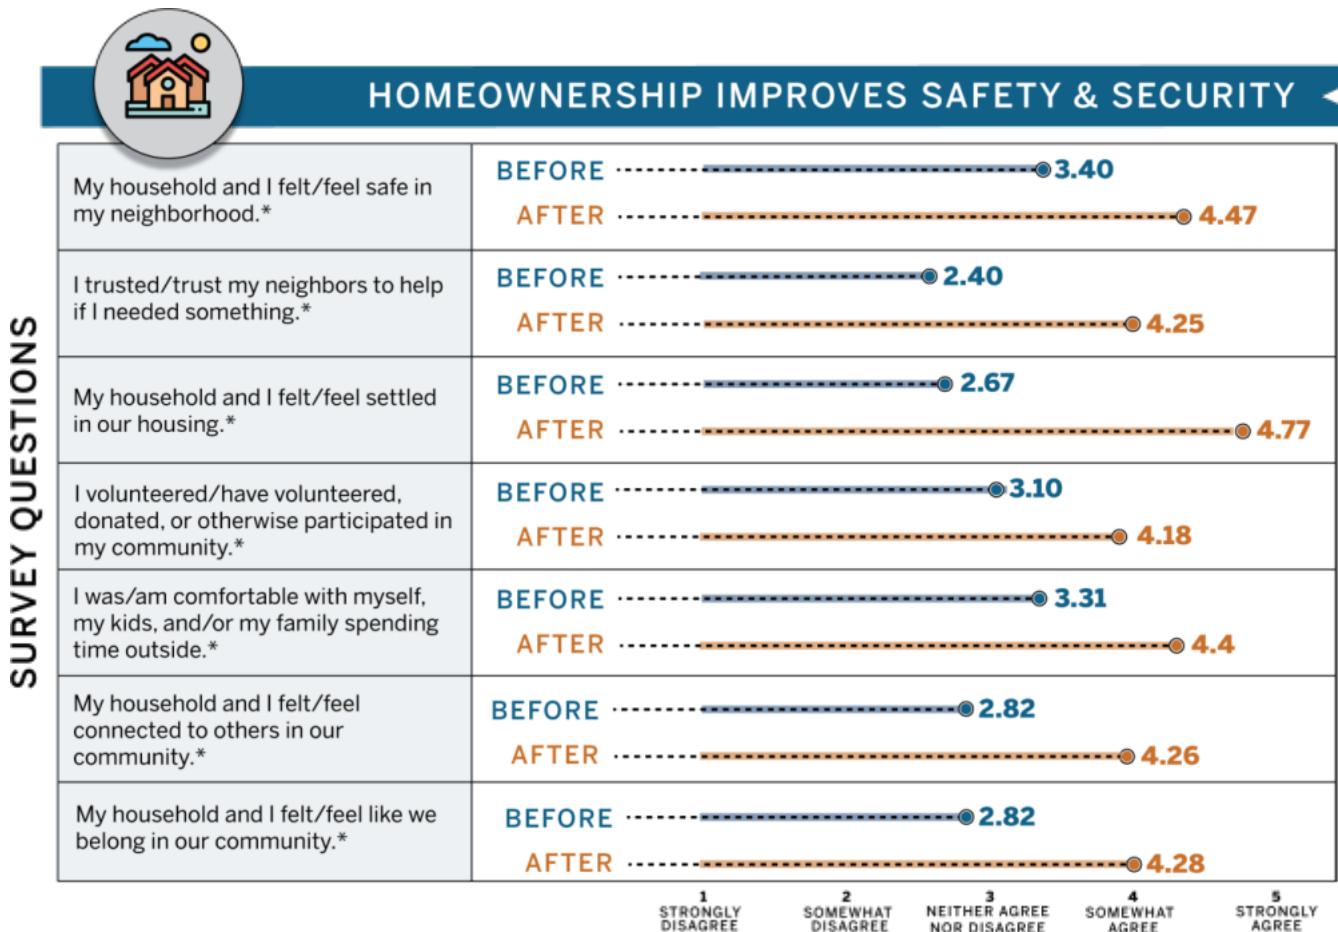 HOMEOWNERSHIP IMPROVES SAFETY & SECURITY
SURVEY QUESTIONS
My household and I felt/feel safe in
my neighborhood.*
BEFORE 3.40
AFTER 4.47
I trusted/trust my neighbors to help
if I needed something.*
BEFORE 2.40
AFTER 4.25
My household and I felt/feel settled
in our housing.*
BEFORE 2.67
AFTER 4.77
I volunteered/have volunteered,
donated, or otherwise participated in
my community.*
BEFORE 3.10
AFTER 4.18
I was/am comfortable with myself,
my kids, and/or my family spending
time outside.*
BEFORE 3.31
AFTER 4.4
My household and I felt/feel
connected to others in our
community.*
BEFORE 2.82
AFTER 4.26
My household and I felt/feel like we
belong in our community.*
BEFORE 2.82
AFTER 4.28
1 2 3 4 5
STRONGLY SOMEWHAT NEITHER AGREE SOMEWHAT STRONGLY
DISAGREE DISAGREE NOR DISAGREE AGREE AGREE